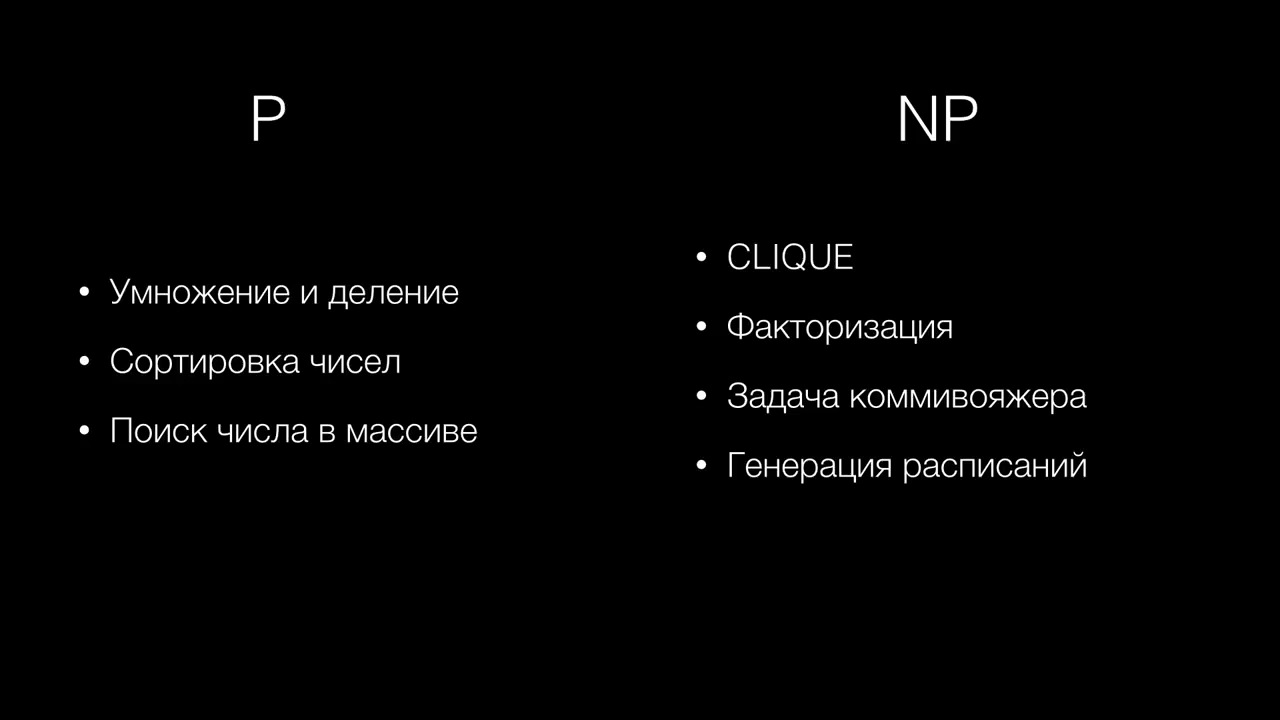 P
• Умножение и деление
• Сортировка чисел
• Поиск числа в массиве
NP
• CLIQUE
• Факторизация
• Задача коммивояжера
• Генерация расписаний